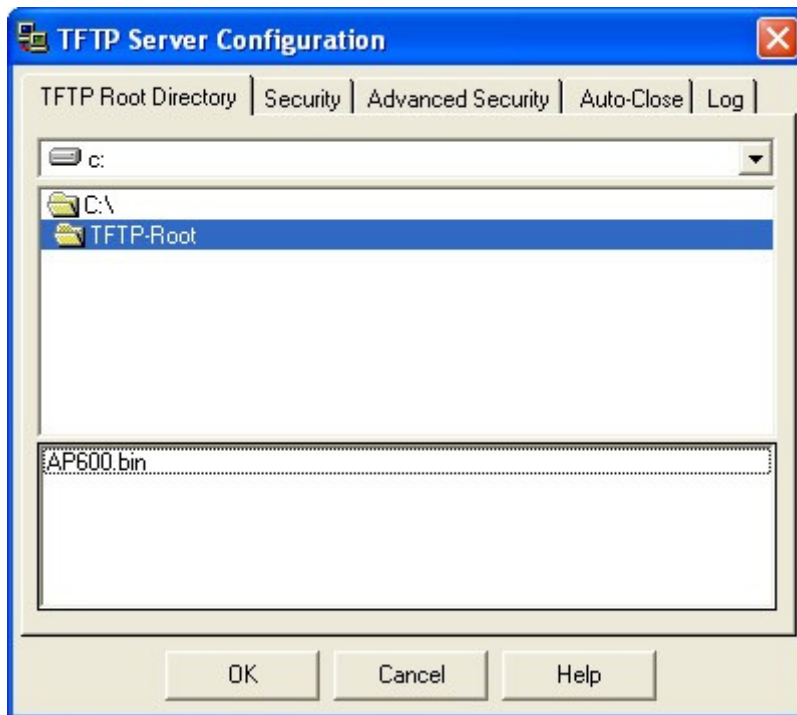 TFTP Server Configuration
TFTP Root Directory Security Advanced Security Auto-Close Log
c:
C:\
TFTP-Root
AP600.bin
OK Cancel Help